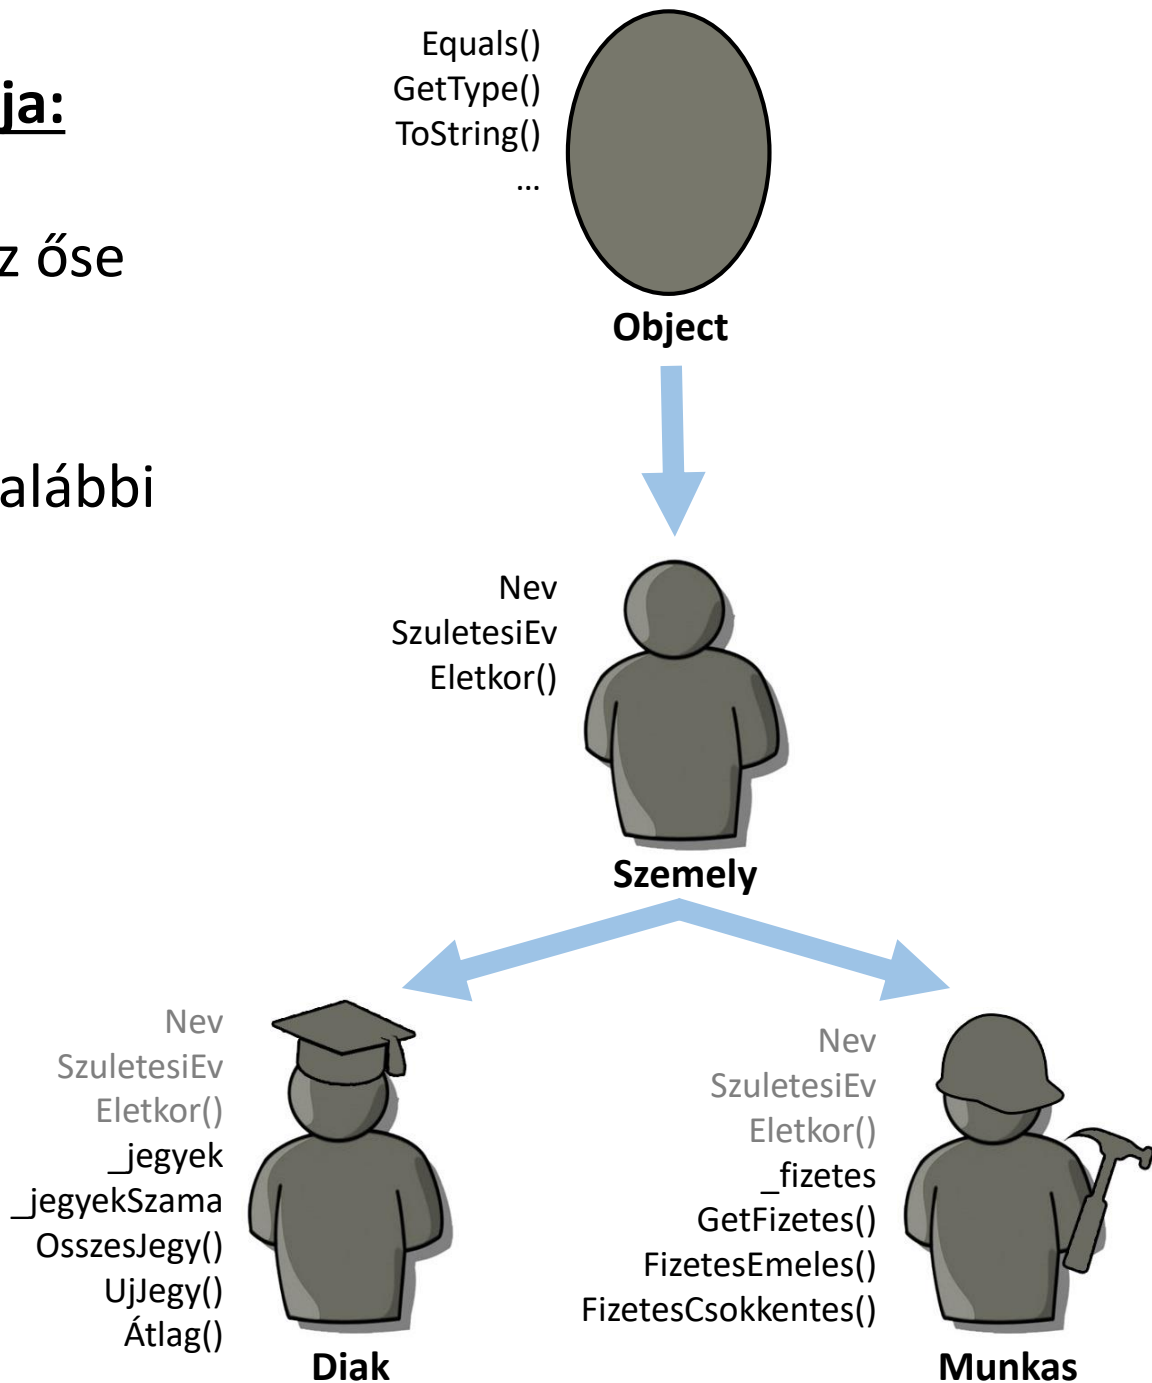 ja:
z őse
alábbi
Equals()
GetType()
ToString()
...
Object
Nev
SzuletesiEv
Eletkor()
Szemely
Nev
SzuletesiEv
Eletkor()
_jegyek
_jegyekSzama
OsszesJegy()
UjJegy()
Átlag()
Diak
Nev
SzuletesiEv
Eletkor()
_fizetes
GetFizetes()
FizetesEmeles()
FizetesCsokkentes()
Munkas